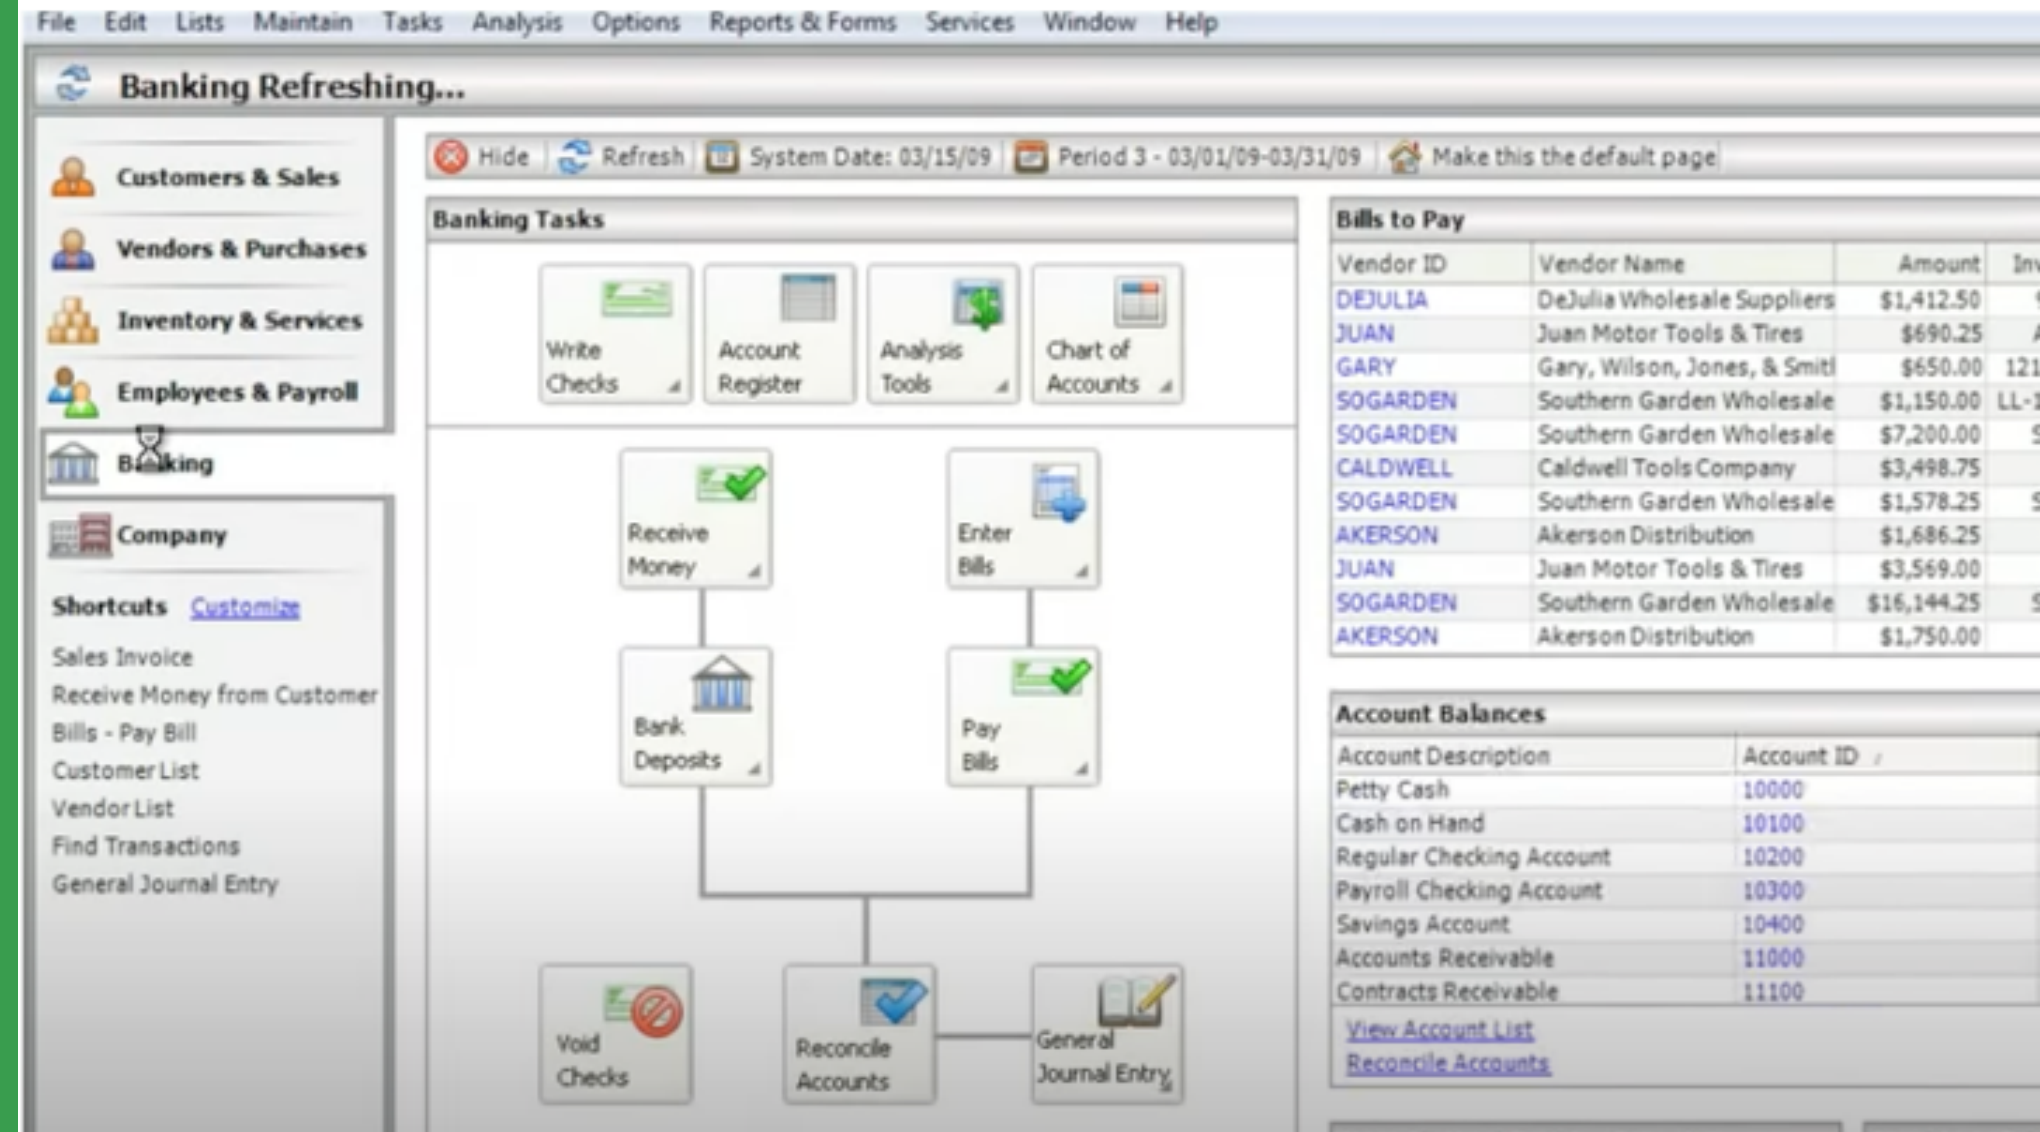 File Edit Lists Maintain Tasks Analysis Options Reports & Forms Services Window Help
Banking Refreshing...
Customers & Sales
Vendors & Purchases
Inventory & Services
Employees & Payroll
Banking
Company
Shortcuts Customize
Sales Invoice
Receive Money from Customer
Bills - Pay Bill
Customer List
Vendor List
Find Transactions
General Journal Entry
Hide Refresh System Date: 03/15/09 Period 3 - 03/01/09-03/31/09 Make this the default page
Banking Tasks
Write
Checks
Account
Register
Analysis
Tools
Chart of
Accounts
Receive
Money
Enter
Bills
Bank
Deposits
Pay
Bills
Void
Checks
Reconcile
Accounts
General
Journal Entry
Bills to Pay
Vendor ID Vendor Name Amount Inv
DEJULIA DeJulia Wholesale Suppliers $1,412.50
JUAN Juan Motor Tools & Tires $690.25
GARY Gary, Wilson, Jones, & Smitl $650.00 121
SOGARDEN Southern Garden Wholesale $1,150.00 LL-1
SOGARDEN Southern Garden Wholesale $7,200.00
CALDWELL Caldwell Tools Company $3,498.75
SOGARDEN Southern Garden Wholesale $1,578.25
AKERSON Akerson Distribution $1,686.25
JUAN Juan Motor Tools & Tires $3,569.00
SOGARDEN Southern Garden Wholesale $16,144.25
AKERSON Akerson Distribution $1,750.00
Account Balances
Account Description Account ID
Petty Cash 10000
Cash on Hand 10100
Regular Checking Account 10200
Payroll Checking Account 10300
Savings Account 10400
Accounts Receivable 11000
Contracts Receivable 11100
View Account List
Reconcile Accounts